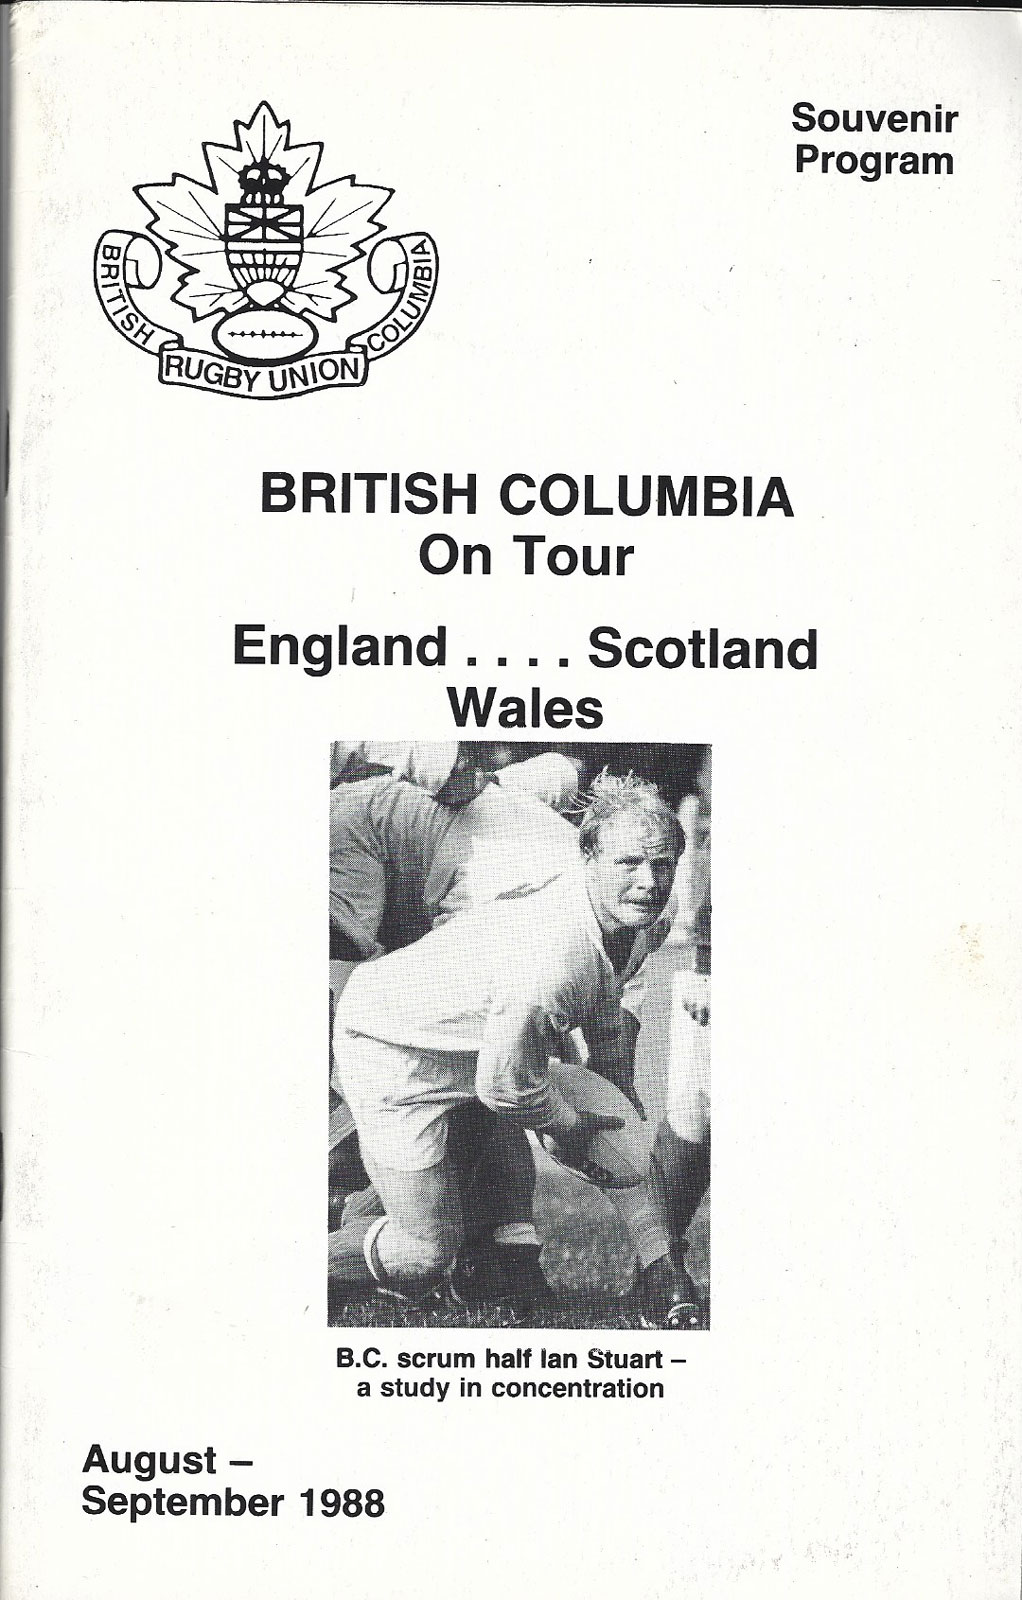 Souvenir
Program
BRITISH
RUGBY UNION
COLUMBIA
BRITISH COLUMBIA
On Tour
England . . . . Scotland
Wales
B.C. scrum half Ian Stuart –
a study in concentration
August –
September 1988